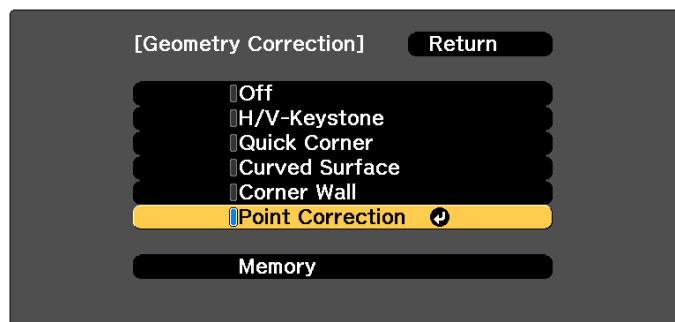 [Geometry Correction] Return
Off
H/V-Keystone
Quick Corner
Curved Surface
Corner Wall
Point Correction
Memory